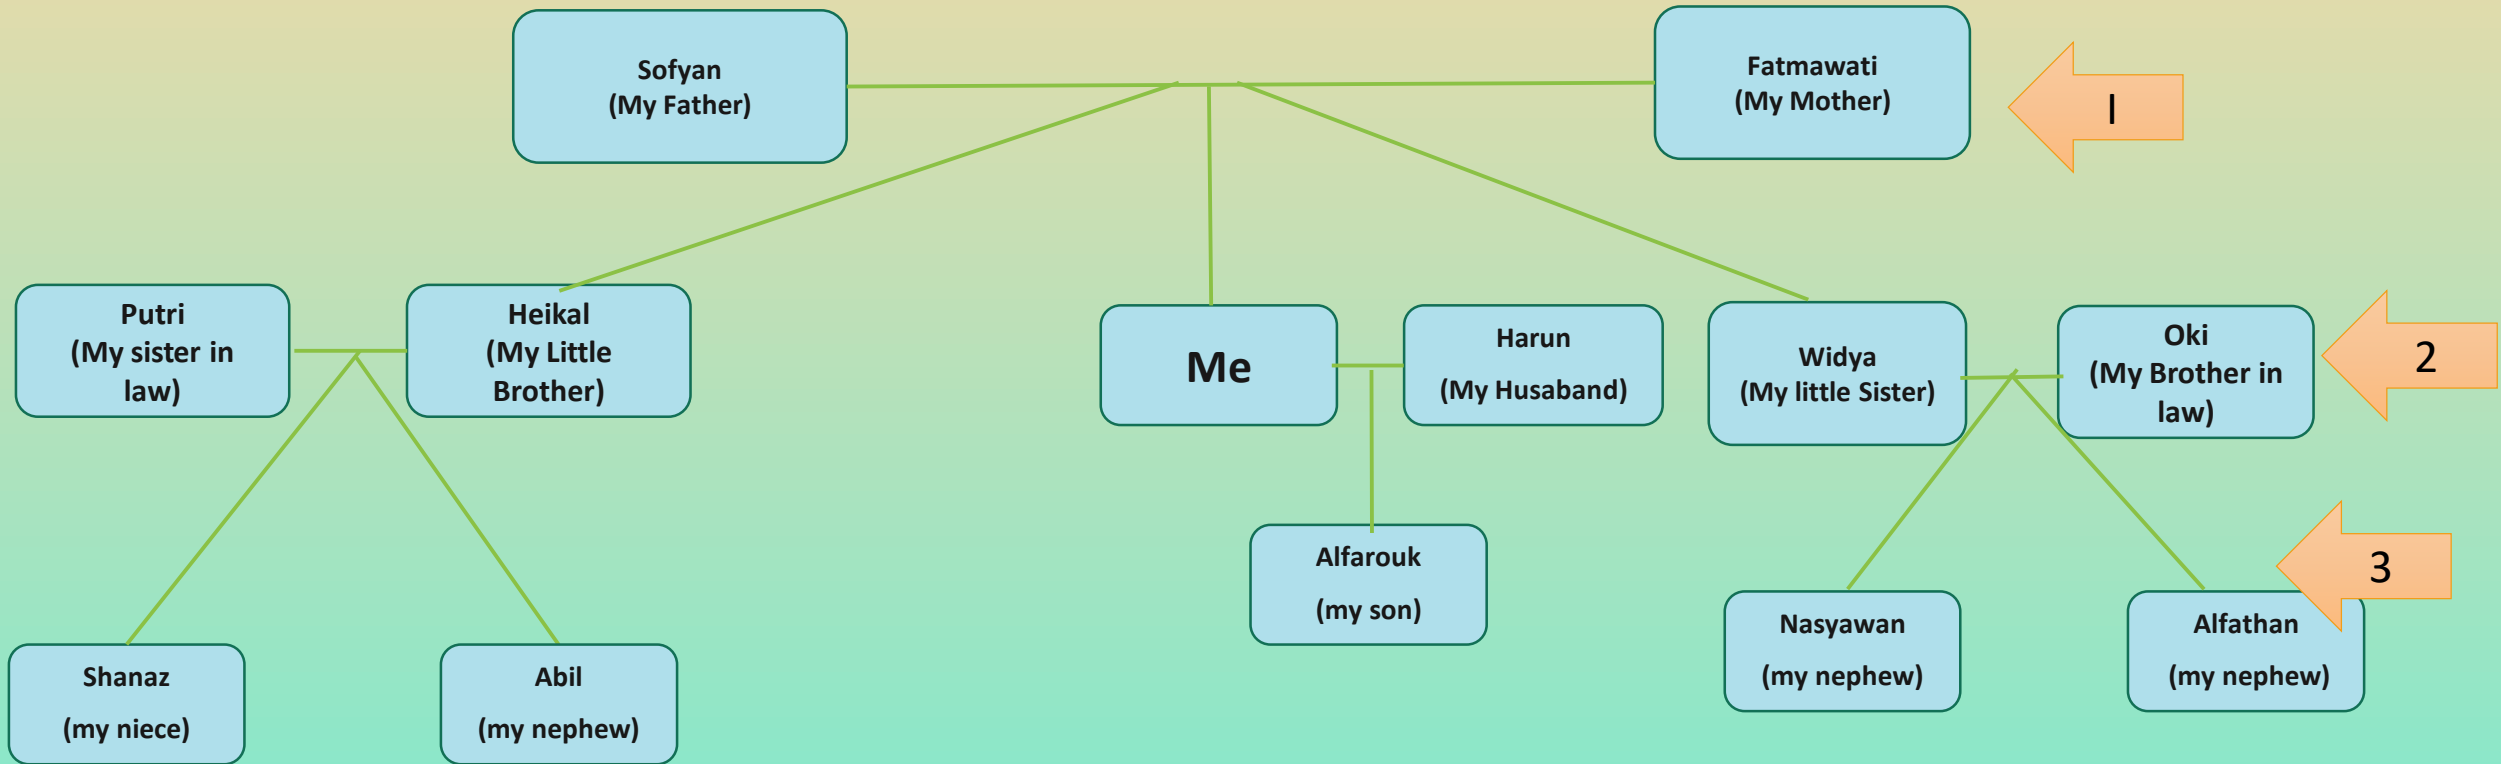 Sofyan
(My Father)
Fatmawati
(My Mother)
I
Putri
(My sister in
law)
Heikal
(My Little
Brother)
Me
Harun
(My Husaband)
Widya
(My little Sister)
Oki
(My Brother in
law)
2
Alfarouk
(my son)
3
Shanaz
(my niece)
Abil
(my nephew)
Nasyawan
(my nephew)
Alfathan
(my nephew)